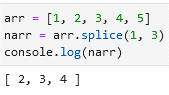 arr = [1, 2, 3, 4, 5]
narr = arr.splice(1, 3)
console.log(narr)
[ 2, 3, 4 ]